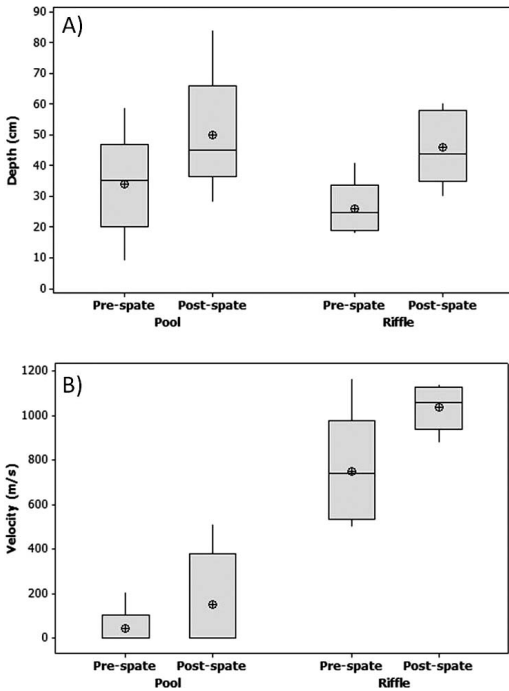 A)
90
80
70
60
50
40
30
20
10
0
Depth (cm)
Pre-spate Post-spate Pre-spate Post-spate
Pool Riffle
B)
1200
1000
800
600
400
200
0
Velocity (m/s)
Pre-spate Post-spate Pre-spate Post-spate
Pool Riffle